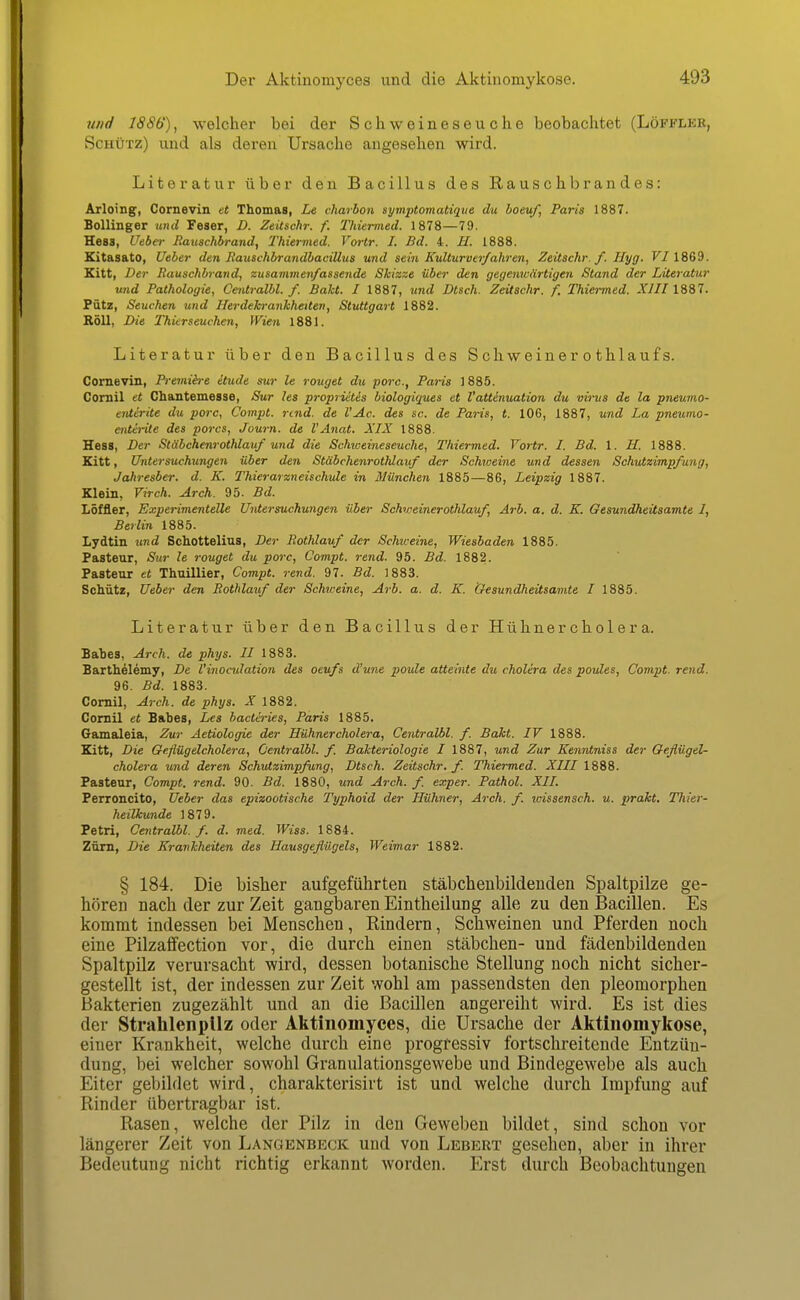 Der Aktinomyces und die Aktinomykose. 493
und 1886), welcher bei der Schweineseuche beobachtet (Löffler,
Schütz) und als deren Ursache angesehen wird.
Literatur über den Bacillus des Rauschbrandes:
Arloing, Cornevin et Thomas, Le charbon symptomatique du boeuf, Paris 1887.
Bollinger und Feser, D. Zeitschr. f. Thiermed. 1878—79.
Hess, Ueber Rauschbrand, Thiermed. Vortr. I. Bd. 4. H. 1888.
Kitasato, Ueber den Rauschbrandbacillus und sein Kulturverfahren, Zeitschr. f. Hyg. VI 1869.
Kitt, Der Rauschbrand, zusammenfassende Skizze über den gegenwärtigen Stand der Literatur
und Pathologie, Centralbl. f. Bakt. I 1887, und Dtsch. Zeitschr. f. Thiermed. XIII 1887.
Pütz, Seuchen und Herdekrankheiten, Stuttgart 1882.
Röll, Die Thierseuchen, Wien 1881.
Literatur über den Bacillus des Schweinerothlaufs.
Cornevin, Première étude sur le rouget du porc., Paris 1885.
Cornil et Chantemesse, Sur les propriétés biologiques et l'atténuation du virus de la pneumo-
entérite du porc, Compt. rend. de l'Ac. des sc. de Paris, t. 106, 1887, und La pneumo-
entérite des porcs, Journ. de l'Anat. XIX 1888.
Hess, Der Stäbchenrothlauf und die Schweineseuche, Thiermed. Vortr. I. Bd. 1. H. 1888.
Kitt, Untersuchungen über den Stäbchenrothlauf der Schweine und dessen Schutzimpfung,
Jahresber. d. K. Thierarzneischule in München 1885—86, Leipzig 1887.
Klein, Virch. Arch. 95. Bd.
Löffler, Experimentelle Untersuchungen über Schweinerothlauf, Arb. a. d. K. Gesundheitsamte I,
Berlin 1885.
Lydtin und Schottelius, Der Rothlauf der Schweine, Wiesbaden 1885.
Pasteur, Sur le rouget du porc, Compt. rend. 95. Bd. 1882.
Pasteur et Thuillier, Compt. rend. 97. Bd. 1883.
Schütz, Ueber den Rothlauf der Schweine, Arb. a. d. K. Gesundheitsamte I 1885.
Literatur über den Bacillus der Hühnercholera.
Babes, Arch. de phys. II 1883.
Barthélémy, De l'inoculation des oeufs d'une poule atteinte du choléra des poules, Compt. rend.
96. Bd. 1883.
Cornil, Arch. de phys. X 1882.
Cornil et Babes, Les bactéries, Paris 1885.
Gamaleia, Zur Aetiologie der Hühnercholera, Centralbl. f. Bakt. IV 1888.
Kitt, Die Geflügelcholera, Centralbl. f. Bakteriologie I 1887, und Zur Kenntniss der Geflügel-
cholera und deren Schutzimpfung, Dtsch. Zeitschr. f. Thiermed. XIII 1888.
Pasteur, Compt. rend. 90. Bd. 1880, und Arch. f. exper. Pathol. XII.
Perroncito, Ueber das epizootische Typhoid der Hühner, Arch. f. wissensch. u. prakt. Thier-
heilkunde 1879.
Petri, Centralbl. f. d. med. Wiss. 1884.
Zürn, Die Krankheiten des Hausgeflügels, Weimar 1882.
§ 184. Die bisher aufgeführten stäbchenbildenden Spaltpilze ge-
hören nach der zur Zeit gangbaren Eintheilung alle zu den Bacillen. Es
kommt indessen bei Menschen, Rindern, Schweinen und Pferden noch
eine Pilzaffection vor, die durch einen stäbchen- und fädenbildenden
Spaltpilz verursacht wird, dessen botanische Stellung noch nicht sicher-
gestellt ist, der indessen zur Zeit wohl am passendsten den pleomorphen
Bakterien zugezählt und an die Bacillen angereiht wird. Es ist dies
der Strahlenpilz oder Aktinomyces, die Ursache der Aktinomykose,
einer Krankheit, welche durch eine progressiv fortschreitende Entzün-
dung, bei welcher sowohl Granulationsgewebe und Bindegewebe als auch
Eiter gebildet wird, charakterisirt ist und welche durch Impfung auf
Rinder übertragbar ist.
Rasen, welche der Pilz in den Geweben bildet, sind schon vor
längerer Zeit von Langenbeck und von Lebert gesehen, aber in ihrer
Bedeutung nicht richtig erkannt worden. Erst durch Beobachtungen